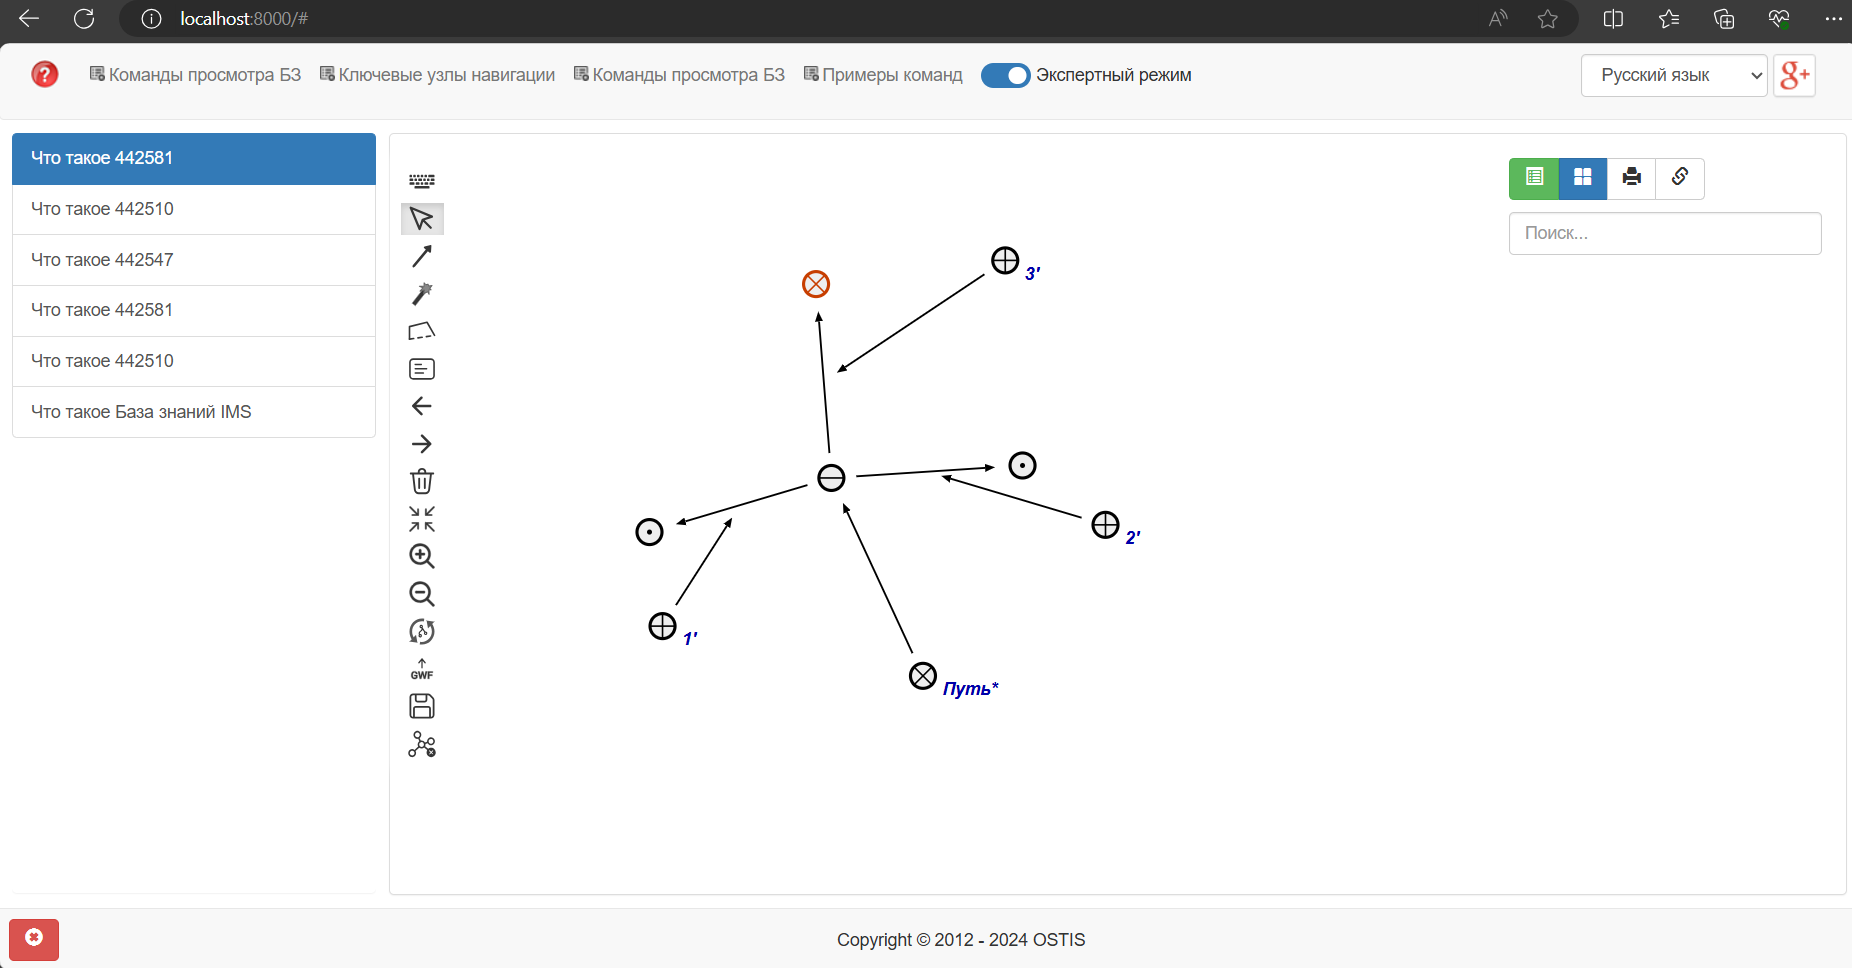 localhost:8000/#
Команды просмотра БЗ Ключевые узлы навигации Команды просмотра БЗ Примеры команд Экспертный режим Русский язык g+
Что такое 442581
Что такое 442510
Что такое 442547
Что такое 442581
Что такое 442510
Что такое База знаний IMS
Поиск...
3'
2'
1'
Путь*
GWF
Copyright © 2012 - 2024 OSTIS